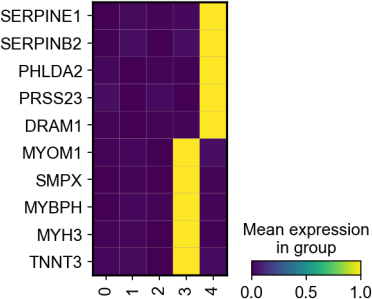 SERPINE1
SERPINB2
PHLDA2
PRSS23
DRAM1
MYOM1
SMPX
MYBPH
MYH3
TNNT3
0 1 2 3 4
Mean expression
in group
0.0 0.5 1.0